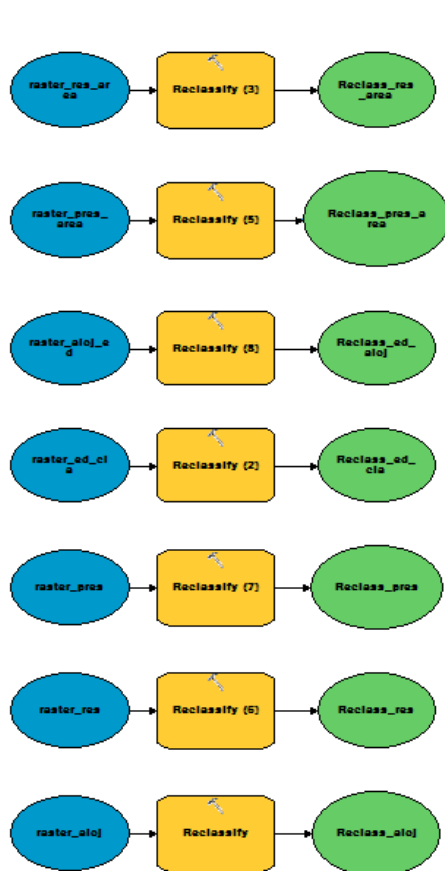 raster_res_ar
ea
Reclassify (3)
Reclass_res
_area
raster_pres_
area
Reclassify (5)
Reclass_pres_a
rea
raster_aloj_e
d
Reclassify (8)
Reclass_ed_
aloj
raster_ed_cl
a
Reclassify (2)
Reclass_ed_
cla
raster_pres
Reclassify (7)
Reclass_pres
raster_res
Reclassify (6)
Reclass_res
raster_aloj
Reclassify
Reclass_aloj